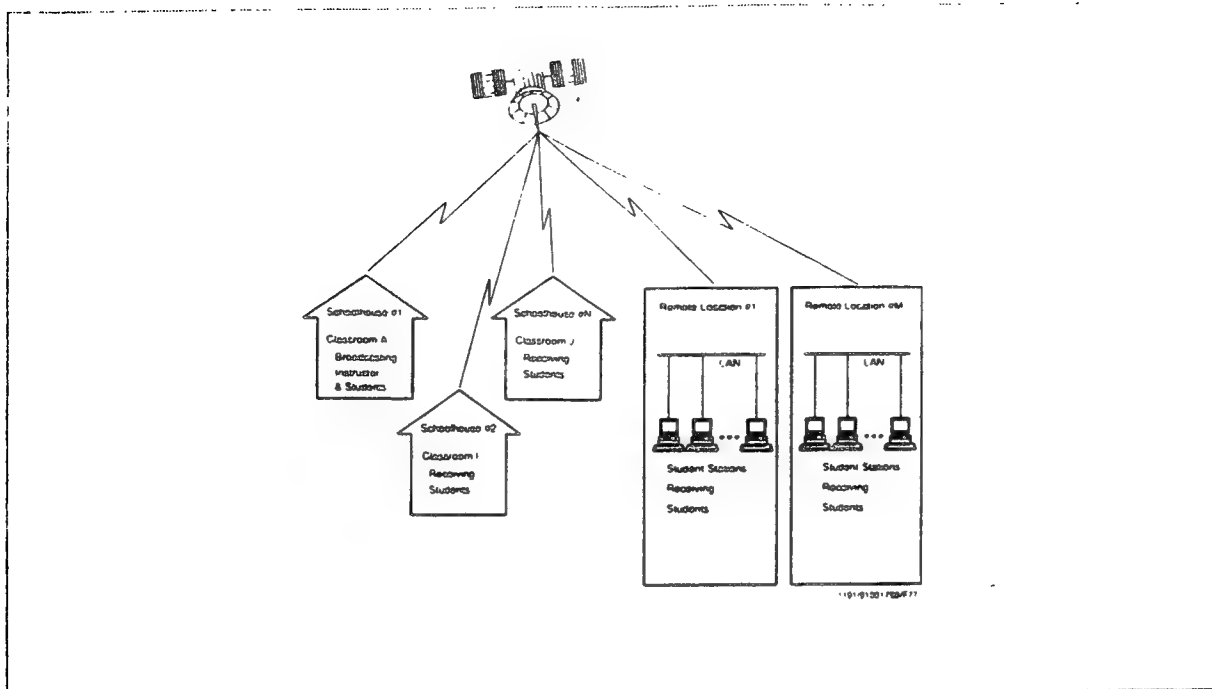 Schoolhouse #1
Classroom A
Broadcasting
Instructor
& Students
Schoolhouse #2
Classroom I
Receiving
Students
Schoolhouse #N
Classroom J
Receiving
Students
Remote Location #1
LAN
...
Student Stations
Receiving
Students
Remote Location #M
LAN
...
Student Stations
Receiving
Students